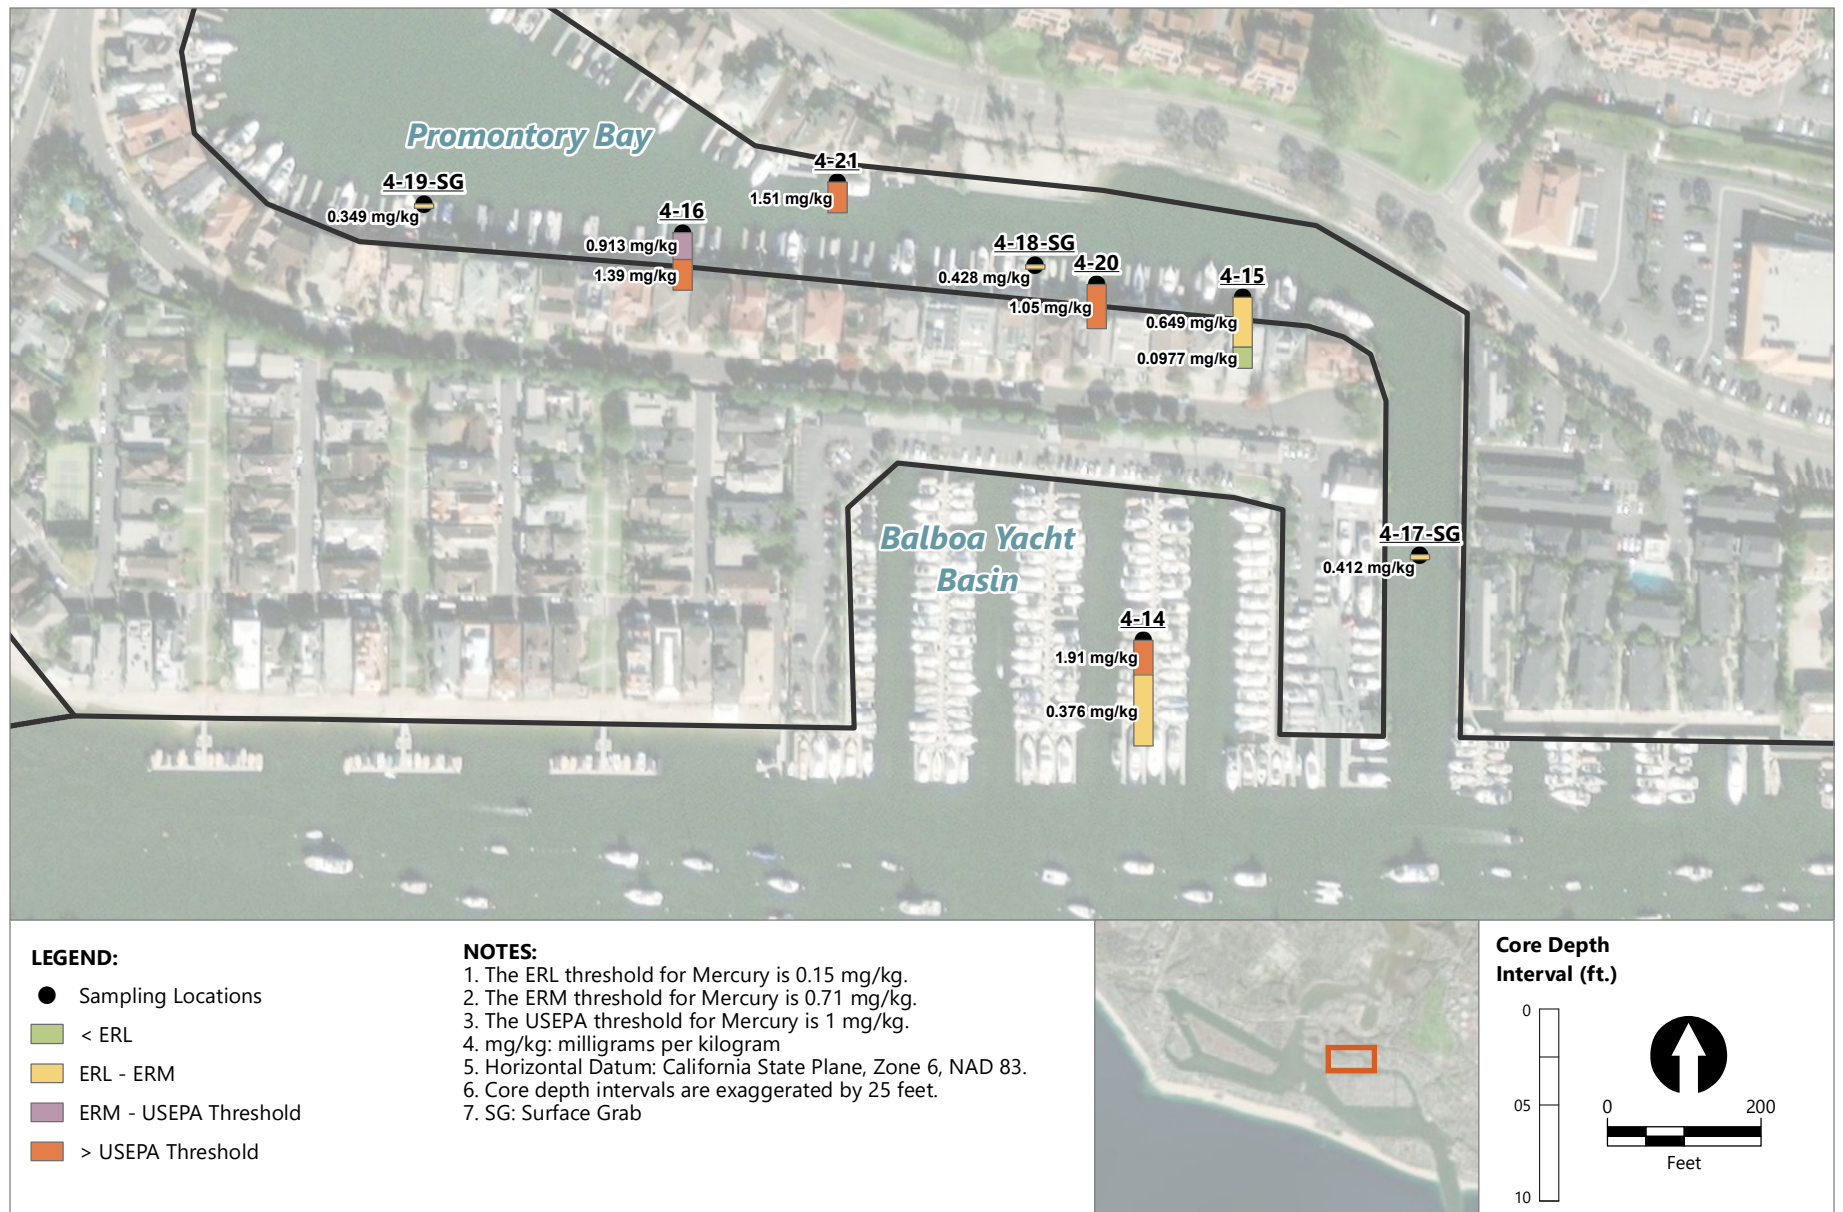 Promontory Bay
4-21
1.51 mg/kg
4-19-SG
0.349 mg/kg
4-16
0.913 mg/kg
1.39 mg/kg
4-18-SG
0.428 mg/kg
4-20
1.05 mg/kg
4-15
0.649 mg/kg
0.0977 mg/kg
Balboa Yacht
Basin
4-17-SG
0.412 mg/kg
4-14
1.91 mg/kg
0.376 mg/kg
LEGEND:
Sampling Locations
< ERL
ERL - ERM
ERM - USEPA Threshold
> USEPA Threshold
NOTES:
1. The ERL threshold for Mercury is 0.15 mg/kg.
2. The ERM threshold for Mercury is 0.71 mg/kg.
3. The USEPA threshold for Mercury is 1 mg/kg.
4. mg/kg: milligrams per kilogram
5. Horizontal Datum: California State Plane, Zone 6, NAD 83.
6. Core depth intervals are exaggerated by 25 feet.
7. SG: Surface Grab
Core Depth
Interval (ft.)
0
05
10
0 200
Feet